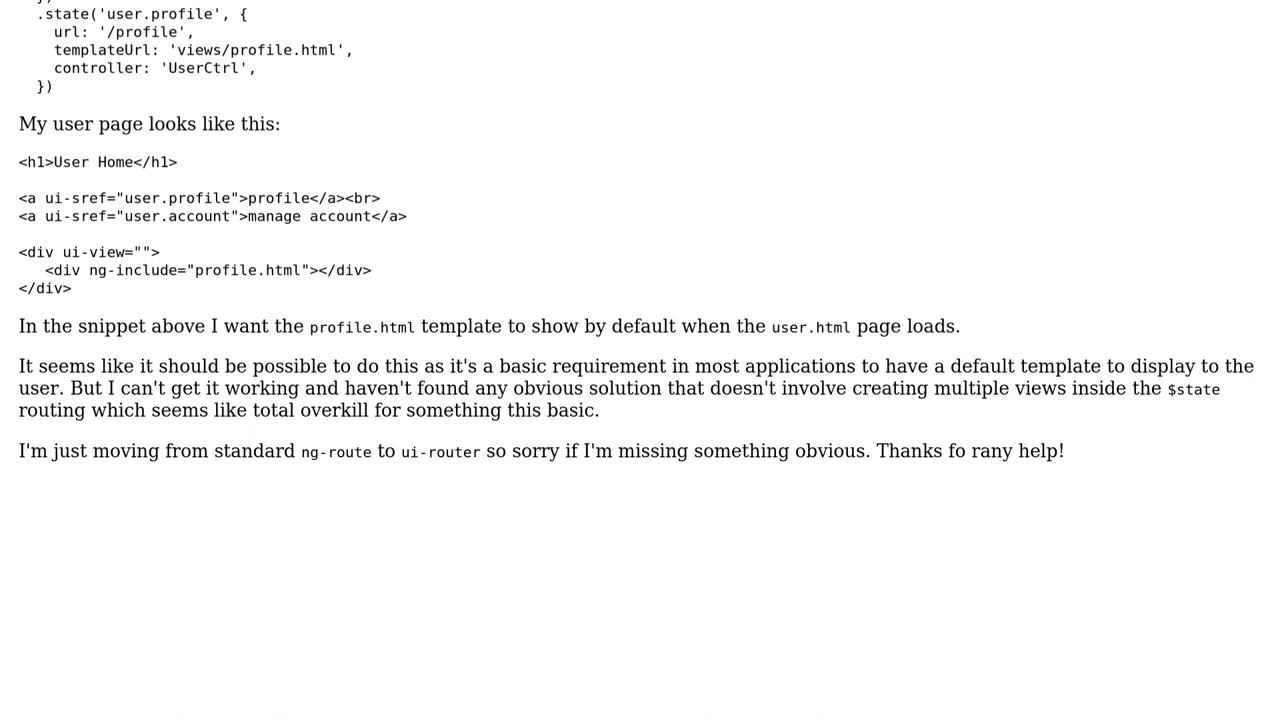 .state('user.profile', {
url: '/profile',
templateUrl: 'views/profile.html',
controller: 'UserCtrl',
})
My user page looks like this:
<h1>User Home</h1>
<a ui-sref="user.profile">profile</a><br>
<a ui-sref="user.account">manage account</a>
<div ui-view="">
<div ng-include="profile.html"></div>
</div>
In the snippet above I want the profile.html template to show by default when the user.html page loads.
It seems like it should be possible to do this as it's a basic requirement in most applications to have a default template to display to the
user. But I can't get it working and haven't found any obvious solution that doesn't involve creating multiple views inside the $state
routing which seems like total overkill for something this basic.
I'm just moving from standard ng-route to ui-router so sorry if I'm missing something obvious. Thanks fo rany help!